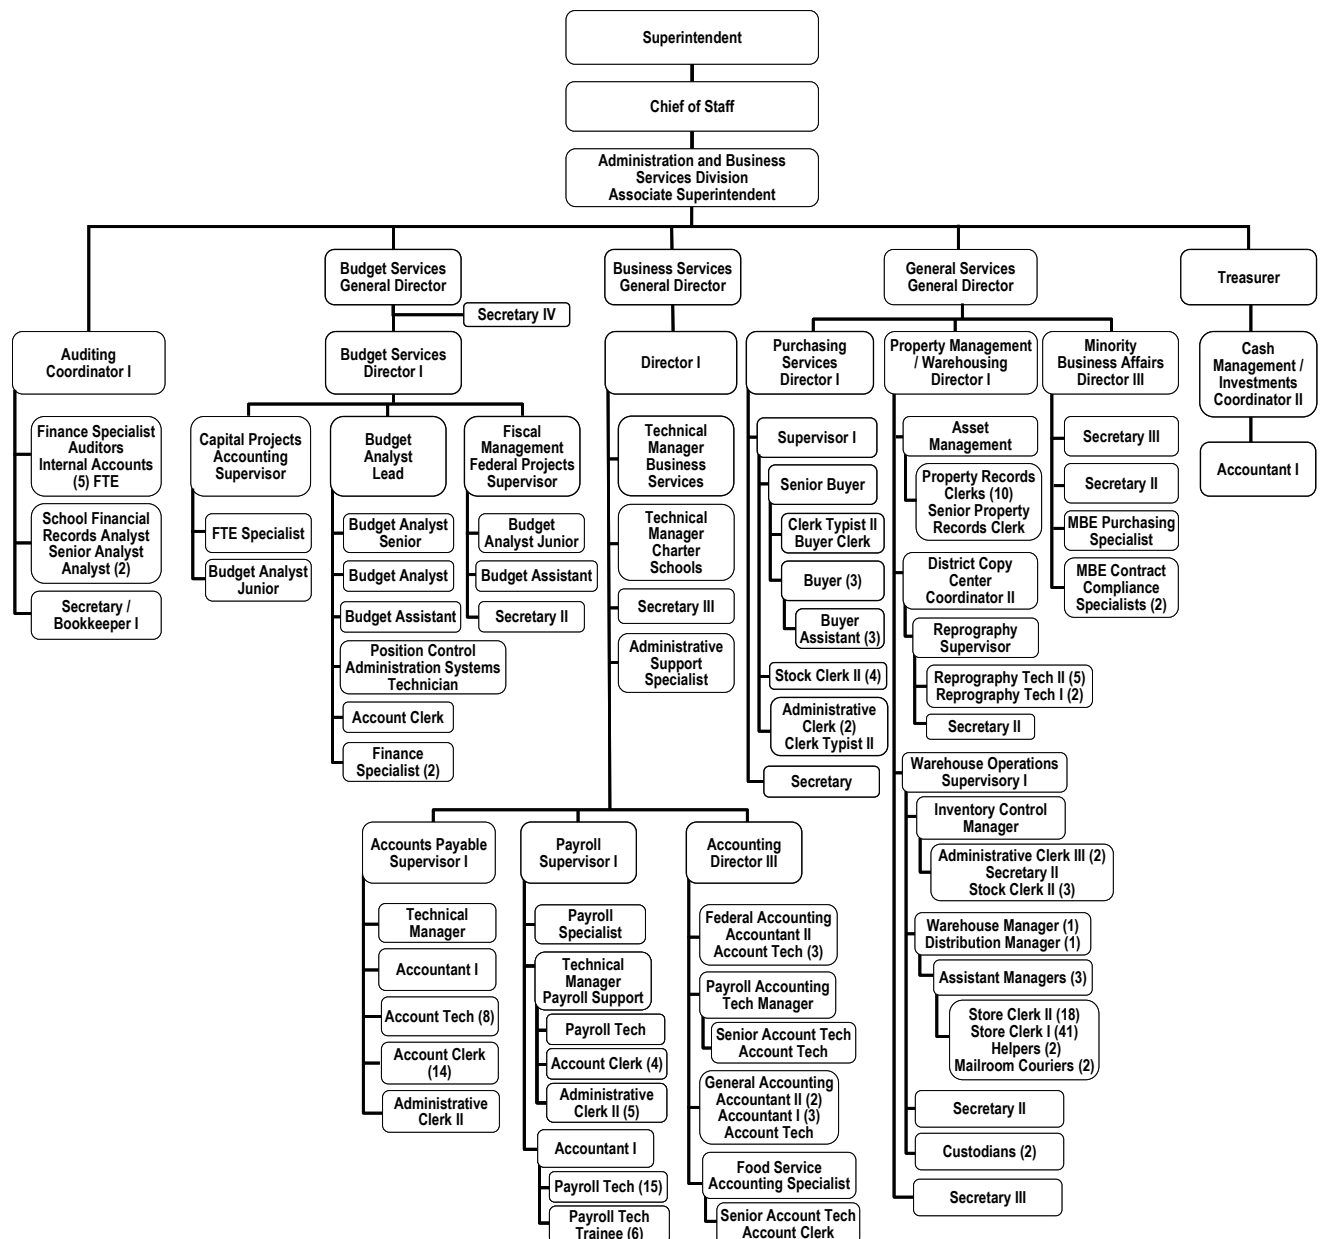 Superintendent
Chief of Staff
Administration and Business
Services Division
Associate Superintendent
Budget Services
General Director
Business Services
General Director
General Services
General Director
Treasurer
Secretary IV
Auditing
Coordinator I
Budget Services
Director I
Director I
Purchasing
Services
Director I
Property Management
/ Warehousing
Director I
Minority
Business Affairs
Director III
Cash
Management /
Investments
Coordinator II
Accountant I
Finance Specialist
Auditors
Internal Accounts
(5) FTE
School Financial
Records Analyst
Senior Analyst
Analyst (2)
Secretary /
Bookkeeper I
Capital Projects
Accounting
Supervisor
FTE Specialist
Budget Analyst
Junior
Budget
Analyst
Lead
Budget Analyst
Senior
Budget Analyst
Budget Assistant
Position Control
Administration Systems
Technician
Account Clerk
Finance
Specialist (2)
Fiscal
Management
Federal Projects
Supervisor
Budget
Analyst Junior
Budget Assistant
Secretary II
Technical
Manager
Business
Services
Technical
Manager
Charter
Schools
Secretary III
Administrative
Support
Specialist
Supervisor I
Senior Buyer
Clerk Typist II
Buyer Clerk
Buyer (3)
Buyer
Assistant (3)
Stock Clerk II (4)
Administrative
Clerk (2)
Clerk Typist II
Secretary
Asset
Management
Property Records
Clerks (10)
Senior Property
Records Clerk
District Copy
Center
Coordinator II
Reprography
Supervisor
Reprography Tech II (5)
Reprography Tech I (2)
Secretary II
Warehouse Operations
Supervisory I
Inventory Control
Manager
Administrative Clerk III (2)
Secretary II
Stock Clerk II (3)
Warehouse Manager (1)
Distribution Manager (1)
Assistant Managers (3)
Store Clerk II (18)
Store Clerk I (41)
Helpers (2)
Mailroom Couriers (2)
Secretary II
Custodians (2)
Secretary III
Secretary III
Secretary II
MBE Purchasing
Specialist
MBE Contract
Compliance
Specialists (2)
Accounts Payable
Supervisor I
Technical
Manager
Accountant I
Account Tech (8)
Account Clerk
(14)
Administrative
Clerk II
Payroll
Supervisor I
Payroll
Specialist
Technical
Manager
Payroll Support
Payroll Tech
Account Clerk (4)
Administrative
Clerk II (5)
Accountant I
Payroll Tech (15)
Payroll Tech
Trainee (6)
Accounting
Director III
Federal Accounting
Accountant II
Account Tech (3)
Payroll Accounting
Tech Manager
Senior Account Tech
Account Tech
General Accounting
Accountant II (2)
Accountant I (3)
Account Tech
Food Service
Accounting Specialist
Senior Account Tech
Account Clerk